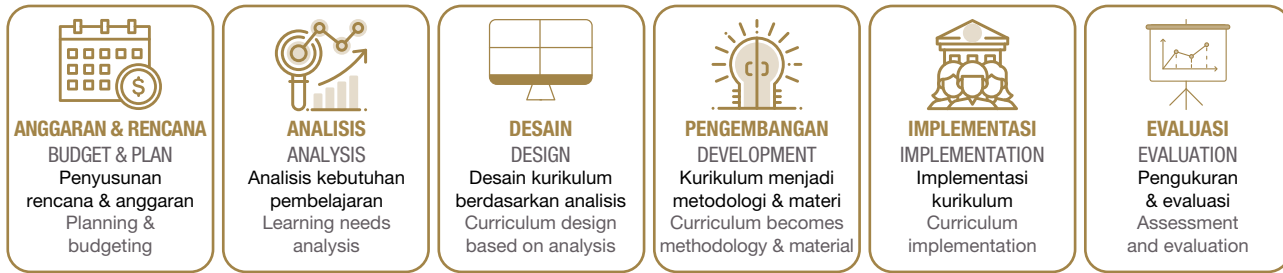 ANGGARAN & RENCANA
BUDGET & PLAN
Penyusunan
rencana & anggaran
Planning &
budgeting
ANALISIS
ANALYSIS
Analisis kebutuhan
pembelajaran
Learning needs
analysis
DESAIN
DESIGN
Desain kurikulum
berdasarkan analisis
Curriculum design
based on analysis
PENGEMBANGAN
DEVELOPMENT
Kurikulum menjadi
metodologi & materi
Curriculum becomes
methodology & material
IMPLEMENTASI
IMPLEMENTATION
Implementasi
kurikulum
Curriculum
implementation
EVALUASI
EVALUATION
Pengukuran
& evaluasi
Assessment
and evaluation